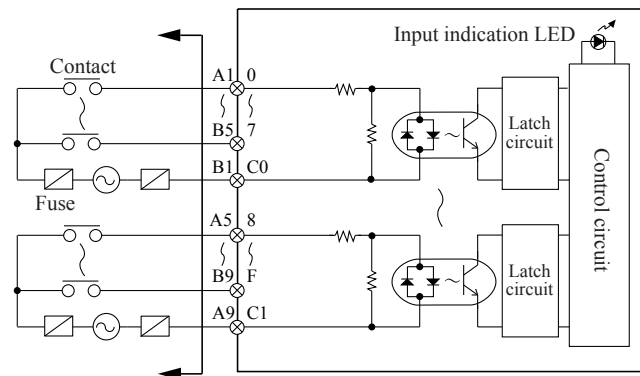 Input indication LED
Contact
A1 0
B5 7
B1 C0
Fuse
A5 8
B9 F
A9 C1
Latch
circuit
Latch
circuit
Control circuit